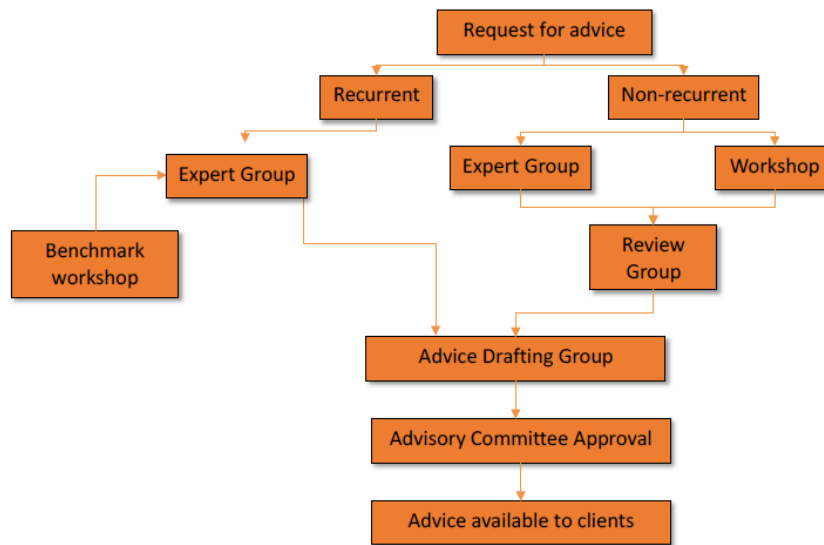 Request for advice
Recurrent
Non-recurrent
Expert Group
Expert Group
Workshop
Benchmark
workshop
Review
Group
Advice Drafting Group
Advisory Committee Approval
Advice available to clients